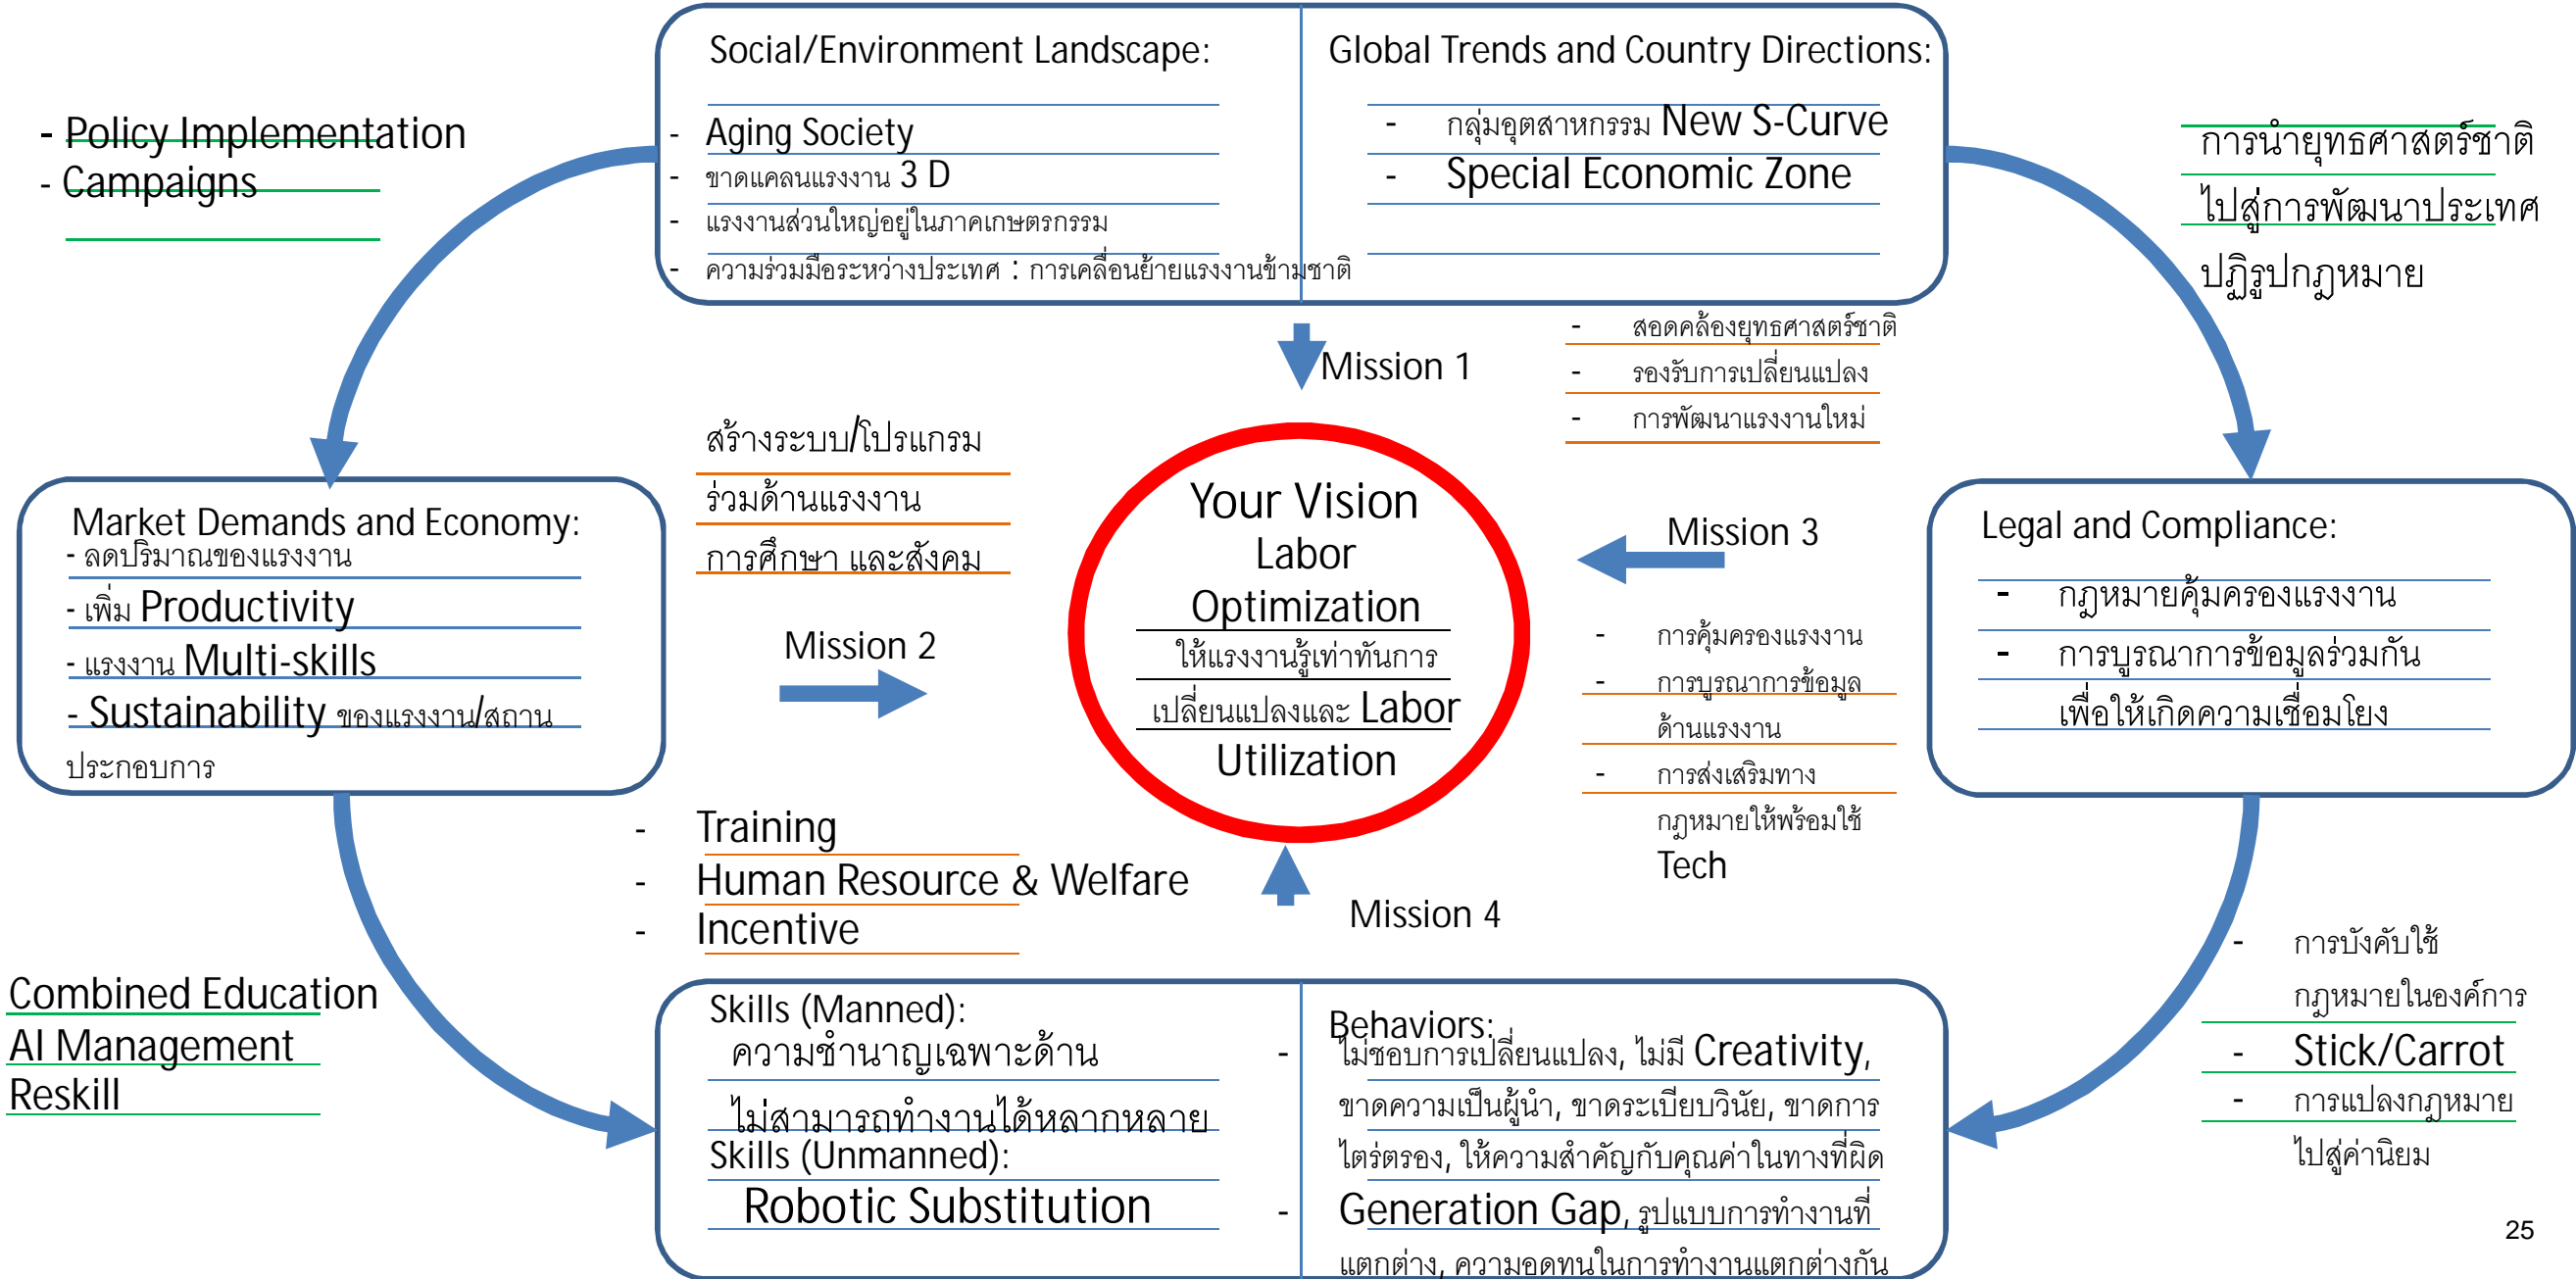 Social/Environment Landscape:
- Aging Society
- ขาดแคลนแรงงาน 3 D
- แรงงานส่วนใหญ่อยู่ในภาคเกษตรกรรม
- ความร่วมมือระหว่างประเทศ : การเคลื่อนย้ายแรงงานข้ามชาติ
Global Trends and Country Directions:
- กลุ่มอุตสาหกรรม New S-Curve
- Special Economic Zone
- Policy Implementation
- Campaigns
การนำยุทธศาสตร์ชาติ
ไปสู่การพัฒนาประเทศ
ปฏิรูปกฎหมาย
Mission 1
- สอดคล้องยุทธศาสตร์ชาติ
- รองรับการเปลี่ยนแปลง
- การพัฒนาแรงงานใหม่
Market Demands and Economy:
- ลดปริมาณของแรงงาน
- เพิ่ม Productivity
- แรงงาน Multi-skills
- Sustainability ของแรงงาน/สถาน
ประกอบการ
สร้างระบบ/โปรแกรม
ร่วมด้านแรงงาน
การศึกษา และสังคม
Mission 2
Your Vision
Labor
Optimization
ให้แรงงานรู้เท่าทันการ
เปลี่ยนแปลงและ Labor
Utilization
Mission 3
- การคุ้มครองแรงงาน
- การบูรณาการข้อมูล
ด้านแรงงาน
- การส่งเสริมทาง
กฎหมายให้พร้อมใช้
Tech
Legal and Compliance:
- กฎหมายคุ้มครองแรงงาน
- การบูรณาการข้อมูลร่วมกัน
เพื่อให้เกิดความเชื่อมโยง
- Training
- Human Resource & Welfare
- Incentive
Mission 4
Combined Education
AI Management
Reskill
Skills (Manned):
ความชำนาญเฉพาะด้าน
ไม่สามารถทำงานได้หลากหลาย
Skills (Unmanned):
Robotic Substitution
Behaviors:
- ไม่ชอบการเปลี่ยนแปลง, ไม่มี Creativity,
ขาดความเป็นผู้นำ, ขาดระเบียบวินัย, ขาดการ
ไตร่ตรอง, ให้ความสำคัญกับคุณค่าในทางที่ผิด
- Generation Gap, รูปแบบการทำงานที่
แตกต่าง, ความอดทนในการทำงานแตกต่างกัน
- การบังคับใช้
กฎหมายในองค์การ
- Stick/Carrot
- การแปลงกฎหมาย
ไปสู่ค่านิยม
25